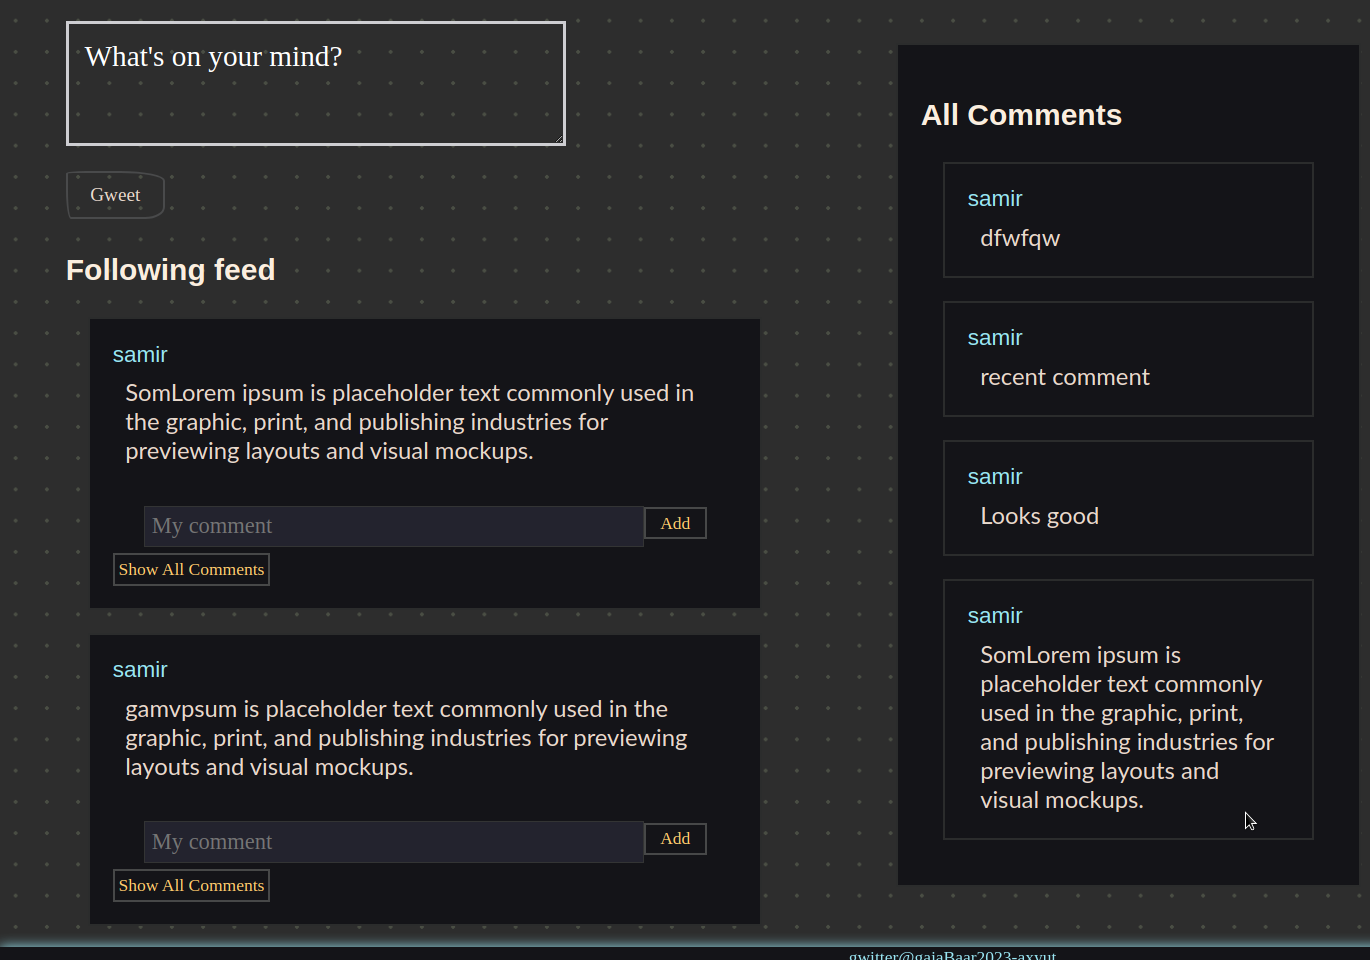 What's on your mind?
Gweet
Following feed
samir
SomLorem ipsum is placeholder text commonly used in
the graphic, print, and publishing industries for
previewing layouts and visual mockups.
My comment
Add
Show All Comments
samir
gamvpsum is placeholder text commonly used in the
graphic, print, and publishing industries for previewing
layouts and visual mockups.
My comment
Add
Show All Comments
All Comments
samir
dfwfqw
samir
recent comment
samir
Looks good
samir
SomLorem ipsum is
placeholder text commonly
used in the graphic, print,
and publishing industries for
previewing layouts and
visual mockups.